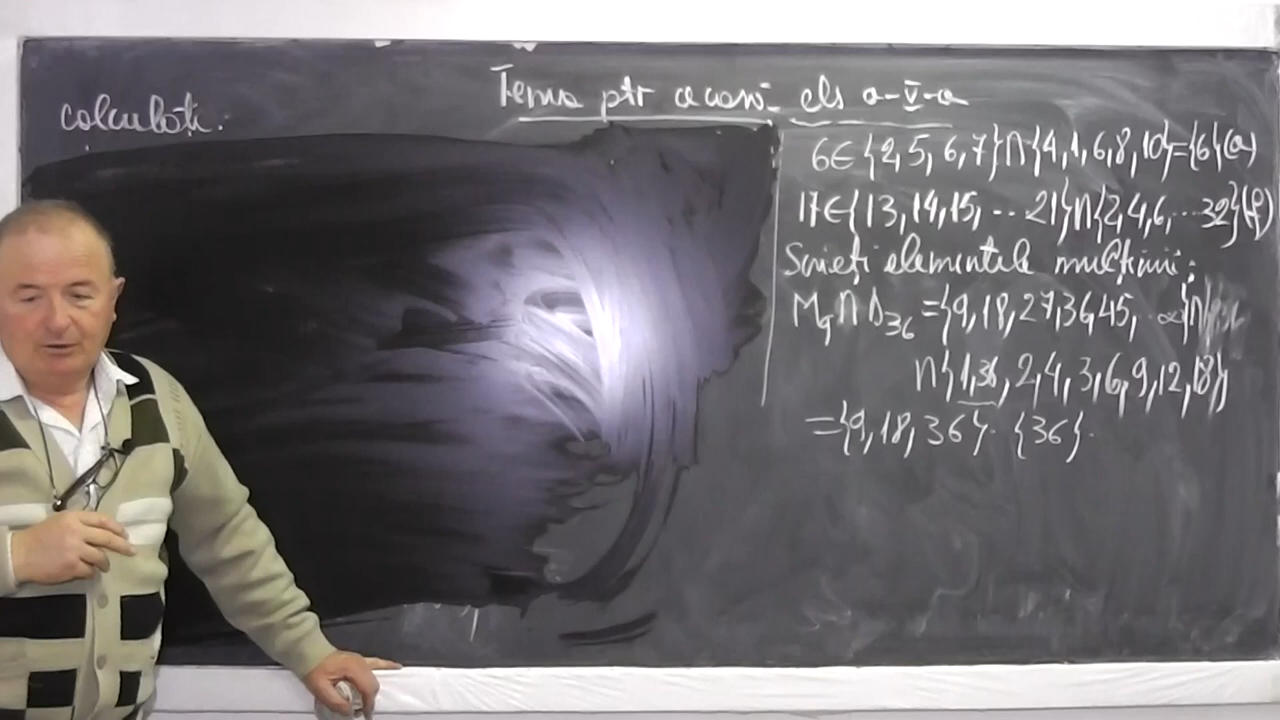 Tema ptr acasă cls a-V-a
calculați:
6∈{2,5,6,7}∩{4,1,6,8,10}={6}(a)
17∈{13,14,15,...21}∩{2,4,6,...32}(f)
Scrieți elementele mulțimii:
M₉∩D₃₆={9,18,27,36,45,
∩{1,36,2,4,3,6,9,12,18}
={9,18,36}. {36}.